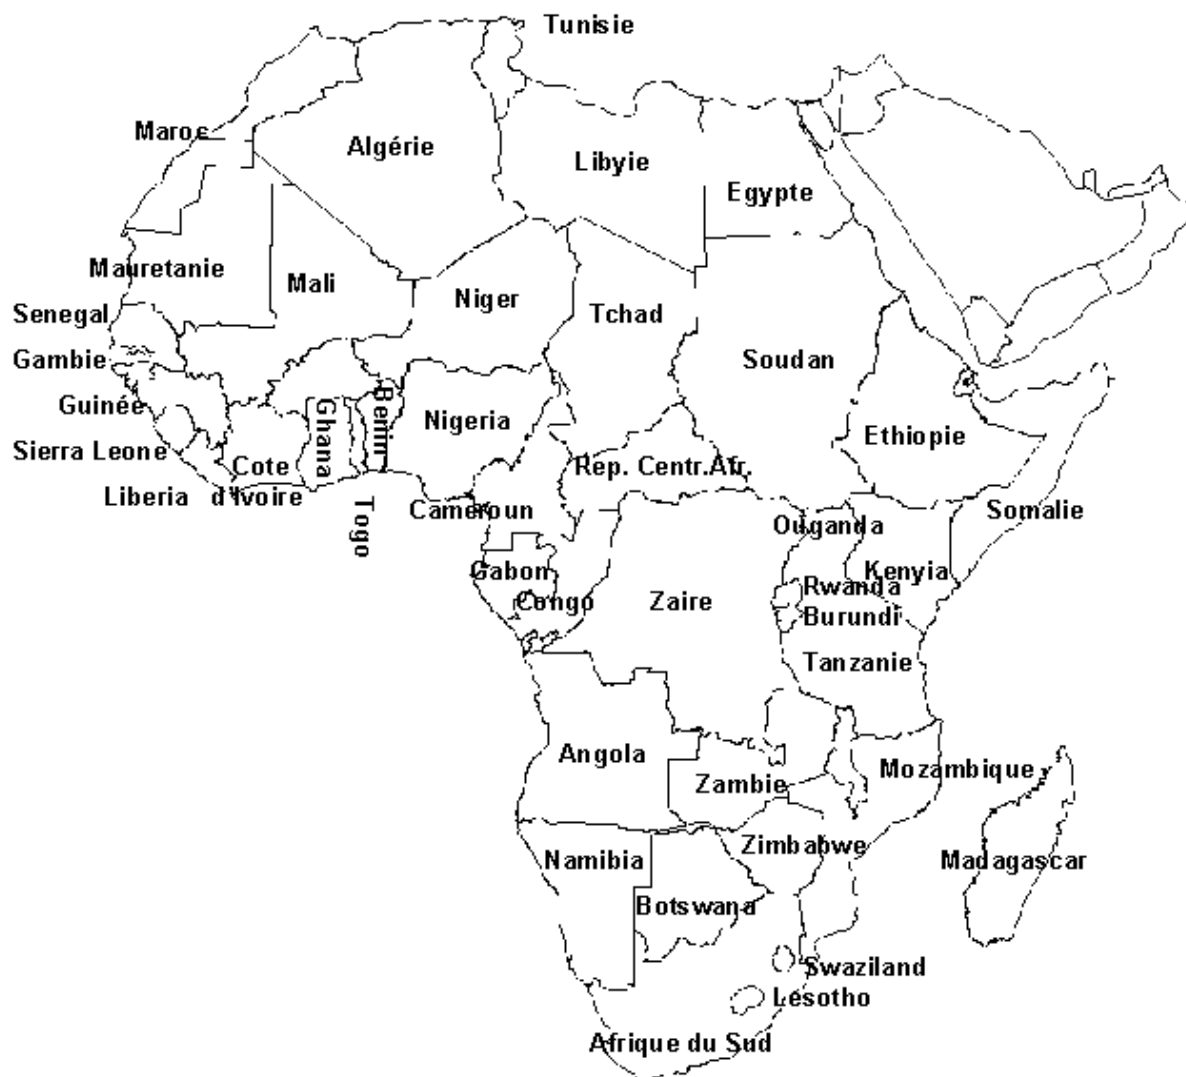 Tunisie
Maroc
Algérie
Libyie
Egypte
Mauretanie
Mali
Niger
Tchad
Senegal
Soudan
Gambie
Guinée
Ghana
Benin
Nigeria
Ethiopie
Sierra Leone
Cote
d'Ivoire
Rep. Centr.Afr.
Liberia
Togo
Cameroun
Somalie
Ouganda
Gabon
Kenyia
Rwanda
Congo
Zaire
Burundi
Tanzanie
Angola
Mozambique
Zambie
Zimbabwe
Namibia
Madagascar
Botswana
Swaziland
Lesotho
Afrique du Sud